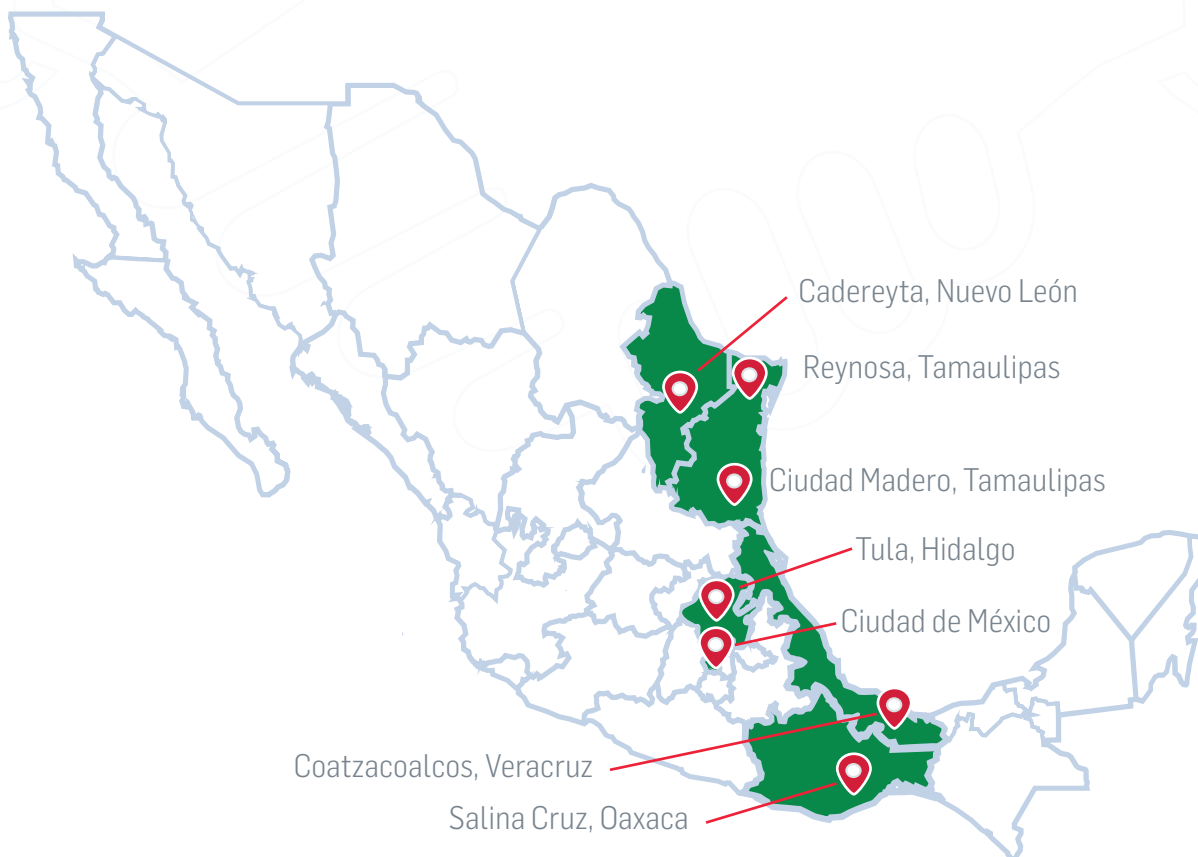 Cadereyta, Nuevo León
Reynosa, Tamaulipas
Ciudad Madero, Tamaulipas
Tula, Hidalgo
Ciudad de México
Coatzacoalcos, Veracruz
Salina Cruz, Oaxaca